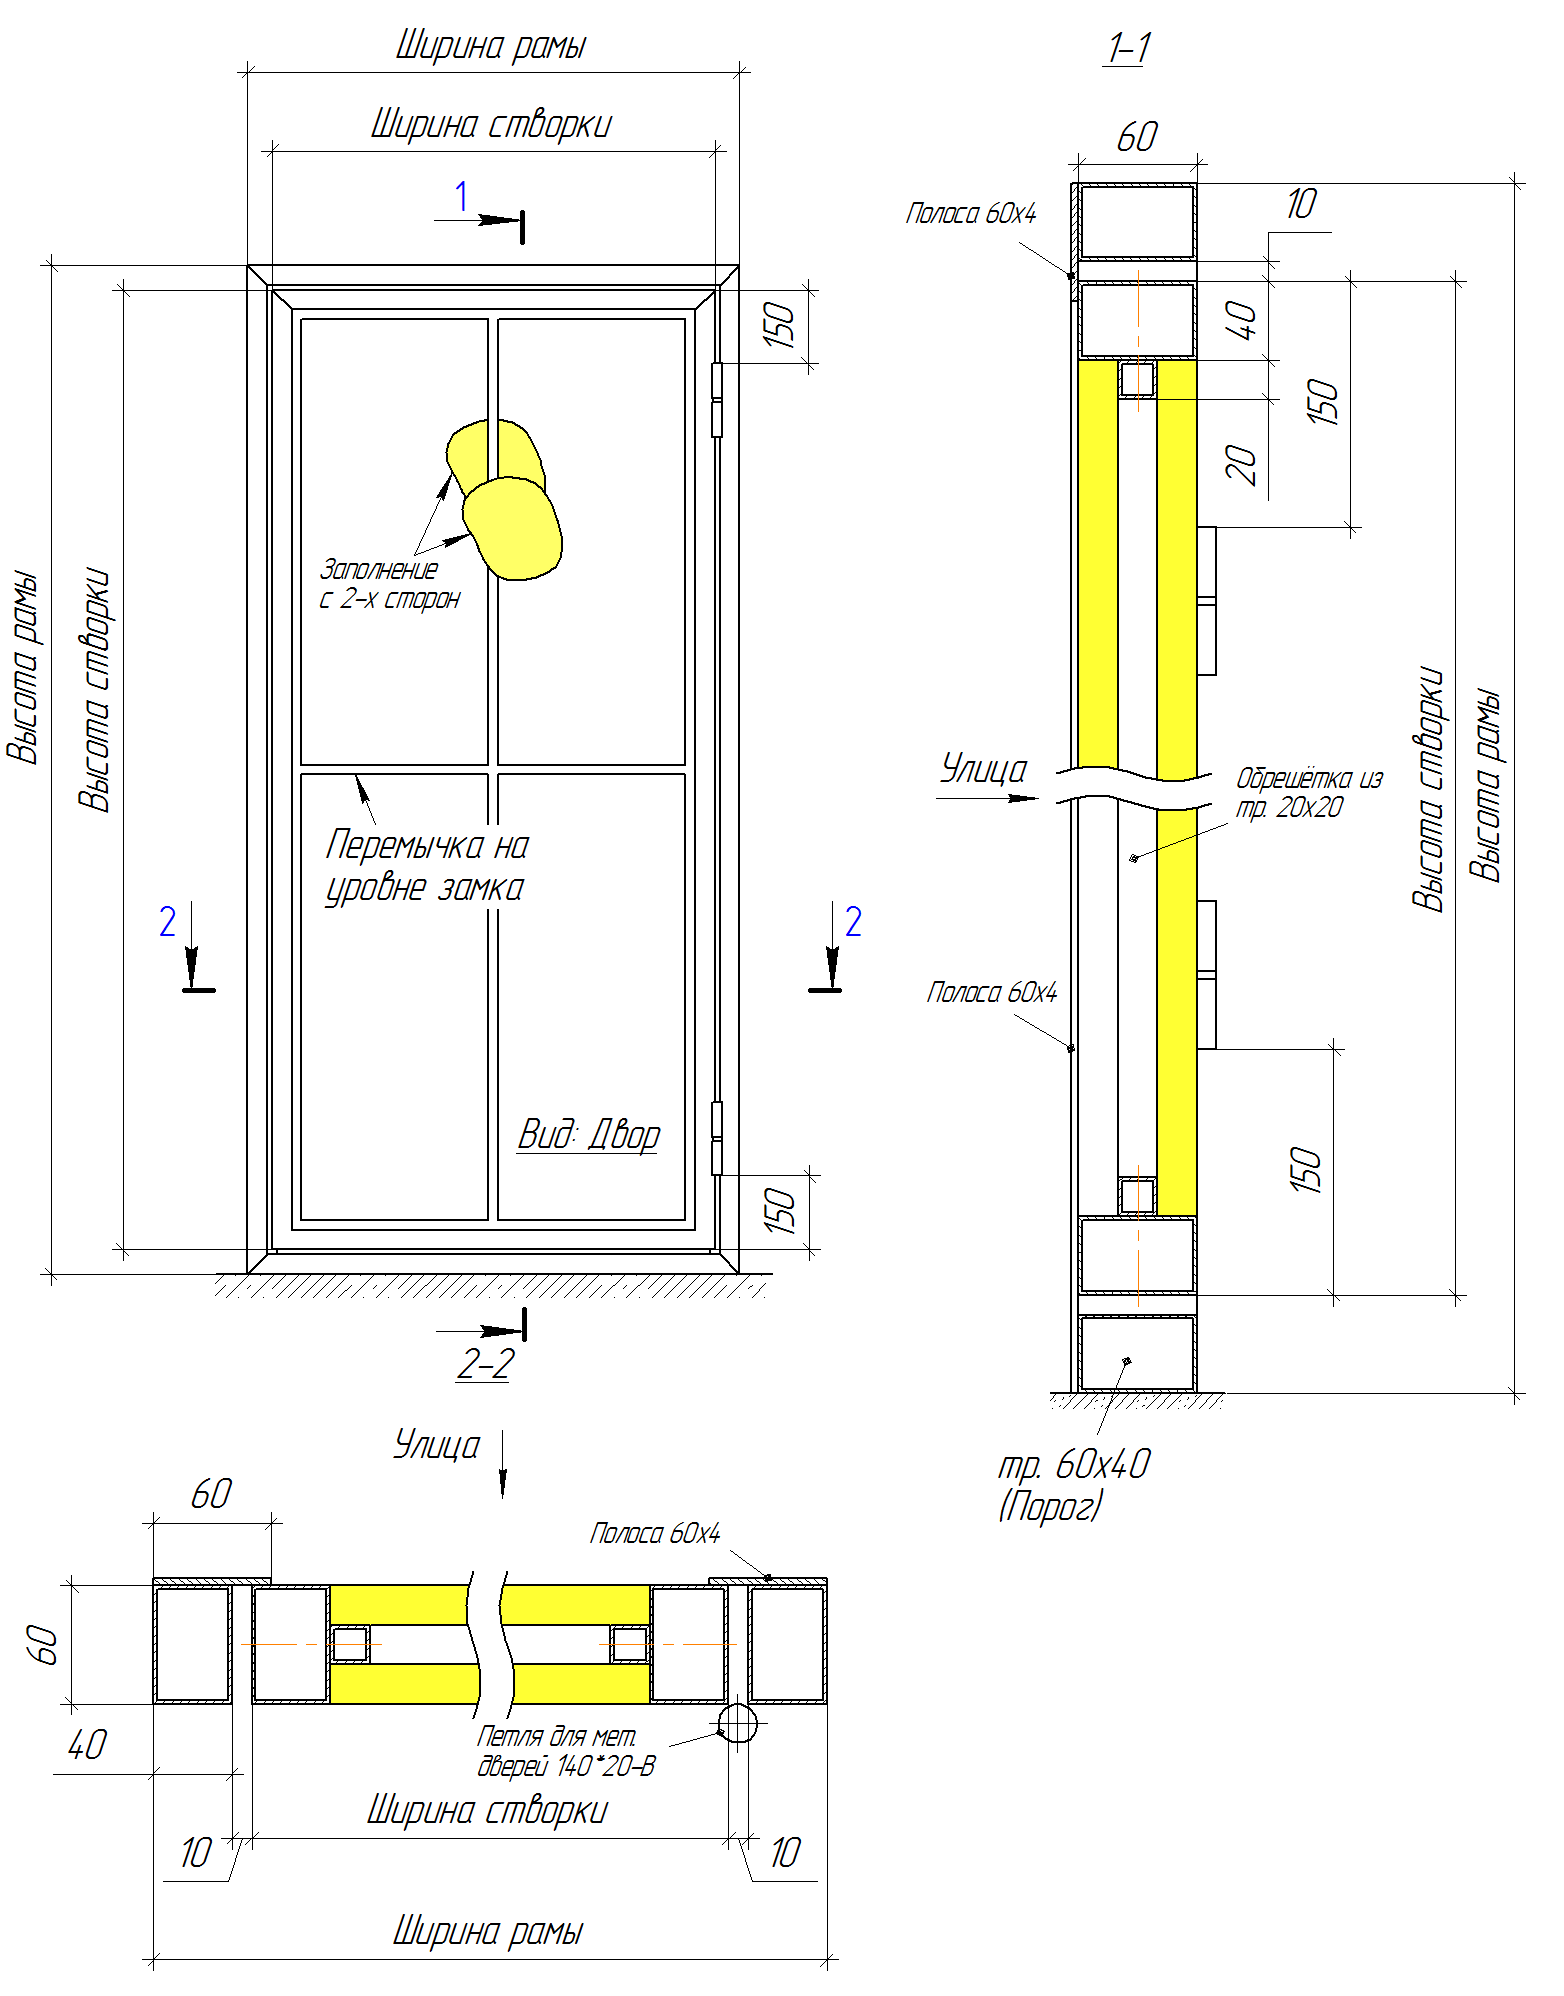 Ширина рамы
1-1
Ширина створки
60
1
Полоса 60х4
10
150
40
150
20
Заполнение
с 2-х сторон
Высота рамы
Высота створки
Улица
Обрешётка из
тр. 20х20
Высота створки
Высота рамы
Перемычка на
уровне замка
2
2
Полоса 60х4
Вид: Двор
150
150
2-2
Улица
тр. 60х40
(Порог)
60
Полоса 60х4
60
40
Петля для мет.
дверей 140*20-В
Ширина створки
10
10
Ширина рамы